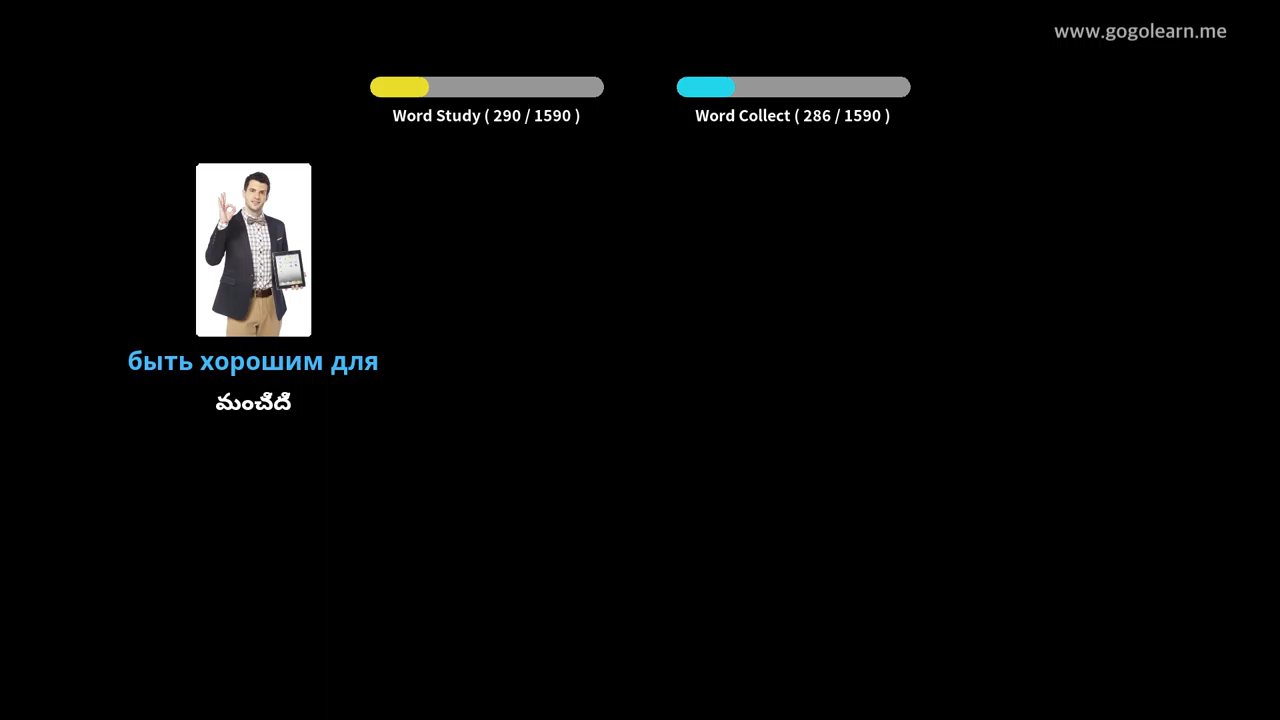 www.gogolearn.me
Word Study ( 290 / 1590 )
Word Collect ( 286 / 1590 )
быть хорошим для
మంచిది